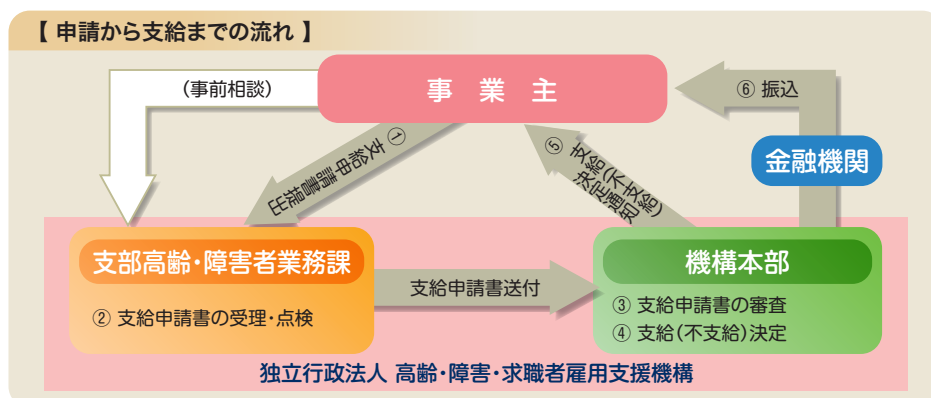 【 申請から支給までの流れ 】
(事前相談)
事 業 主
⑥ 振込
① 支給申請書提出
⑤ 支給(不支給)
決定通知
金融機関
支部高齢・障害者業務課
② 支給申請書の受理・点検
支給申請書送付
機構本部
③ 支給申請書の審査
④ 支給(不支給)決定
独立行政法人 高齢・障害・求職者雇用支援機構